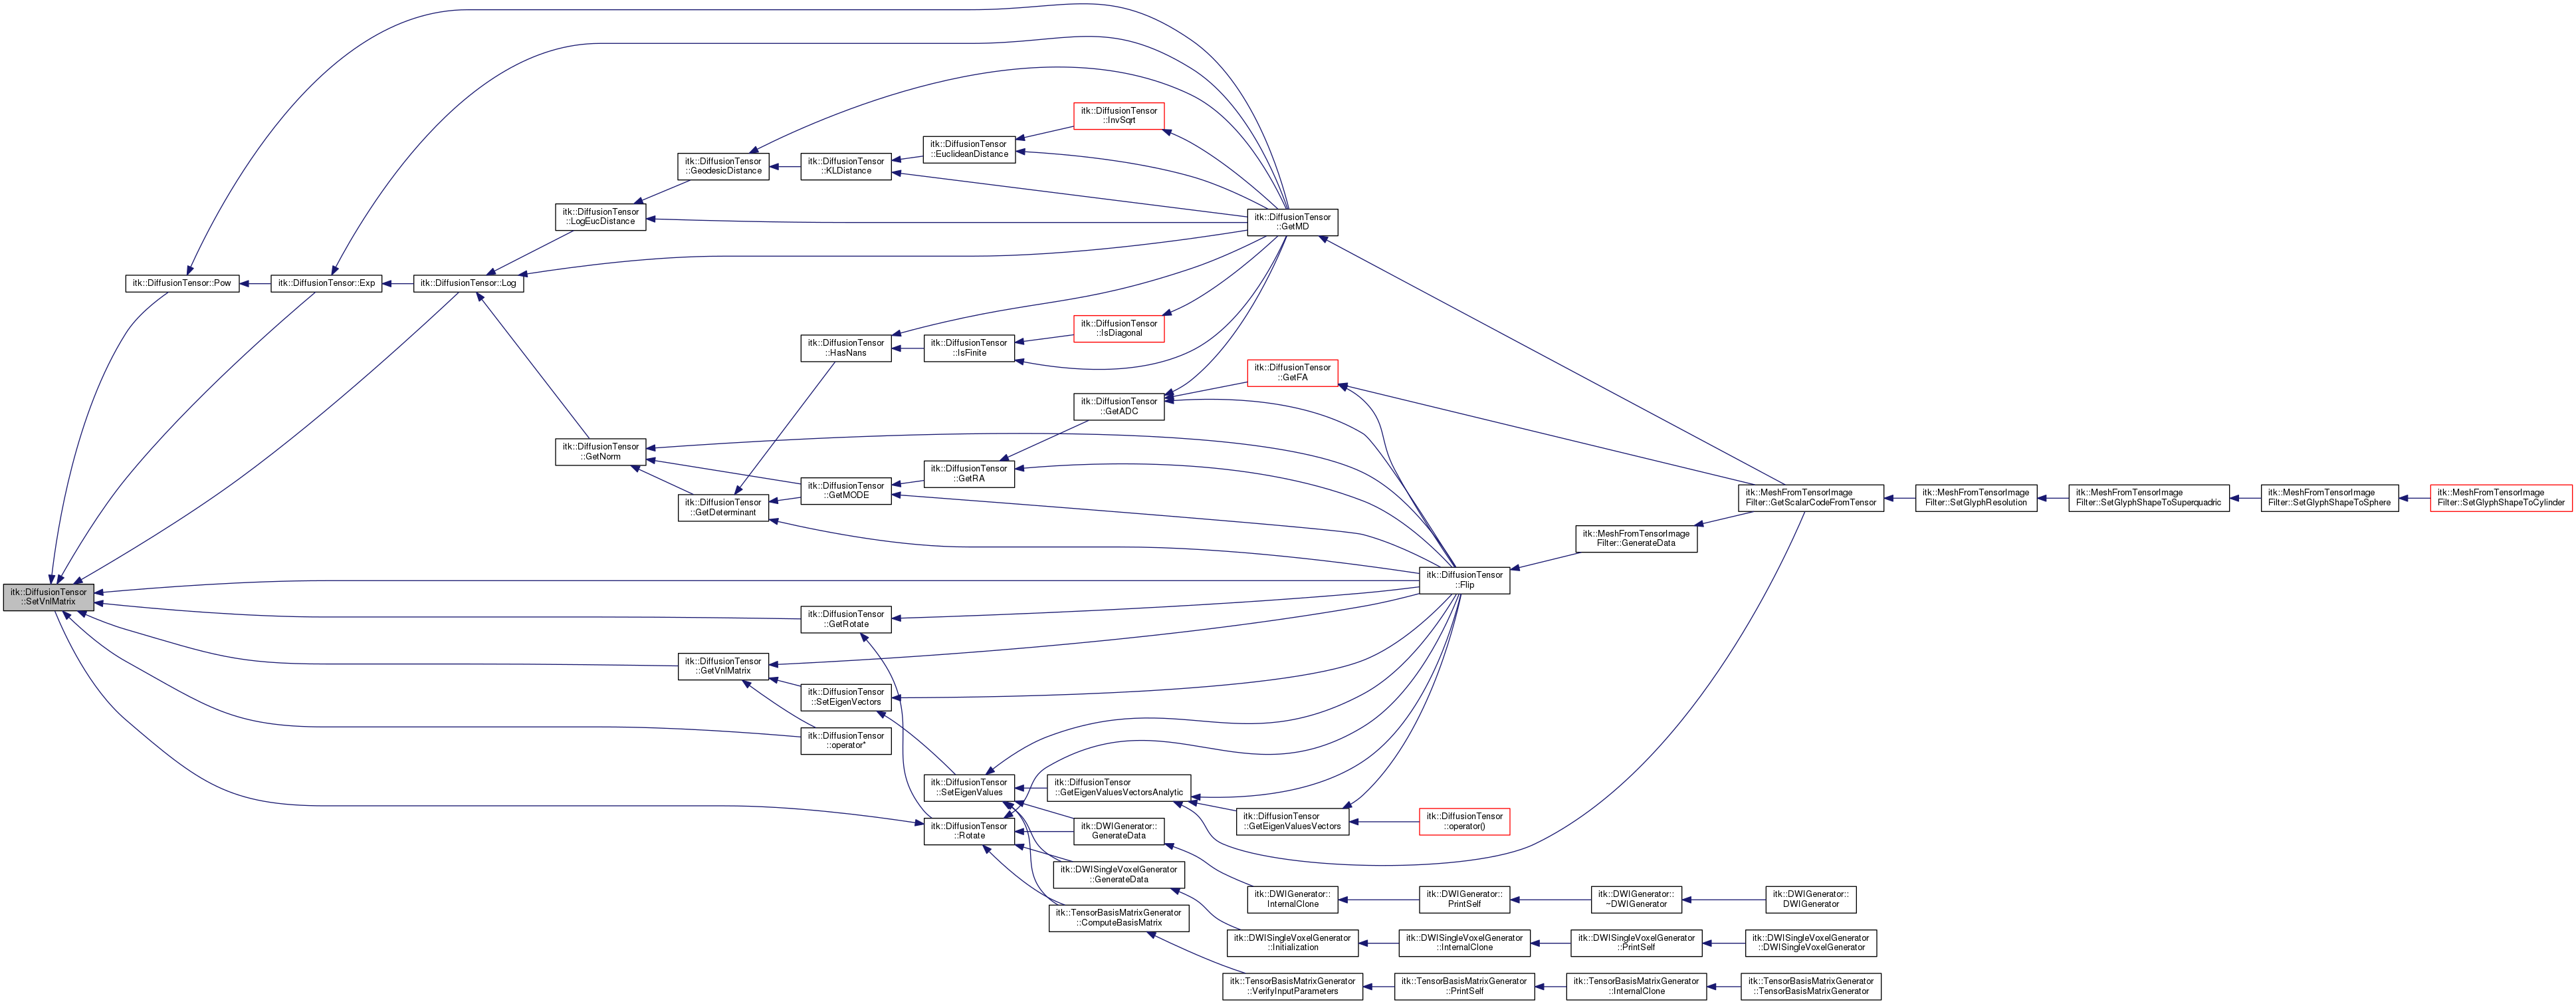 itk::DiffusionTensor
::SetVnlMatrix
itk::DiffusionTensor::Pow
itk::DiffusionTensor::Exp
itk::DiffusionTensor::Log
itk::DiffusionTensor
::LogEucDistance
itk::DiffusionTensor
::GetNorm
itk::DiffusionTensor
::GeodesicDistance
itk::DiffusionTensor
::GetDeterminant
itk::DiffusionTensor
::GetVnlMatrix
itk::DiffusionTensor
::KLDistance
itk::DiffusionTensor
::HasNans
itk::DiffusionTensor
::GetMODE
itk::DiffusionTensor
::GetRotate
itk::DiffusionTensor
::SetEigenVectors
itk::DiffusionTensor
::operator*
itk::DiffusionTensor
::EuclideanDistance
itk::DiffusionTensor
::IsFinite
itk::DiffusionTensor
::GetRA
itk::DiffusionTensor
::SetEigenValues
itk::DiffusionTensor
::Rotate
itk::DiffusionTensor
::InvSqrt
itk::DiffusionTensor
::IsDiagonal
itk::DiffusionTensor
::GetADC
itk::DiffusionTensor
::GetEigenValuesVectorsAnalytic
itk::DWIGenerator::
GenerateData
itk::DWISingleVoxelGenerator
::GenerateData
itk::TensorBasisMatrixGenerator
::ComputeBasisMatrix
itk::DiffusionTensor
::GetMD
itk::DiffusionTensor
::GetFA
itk::DiffusionTensor
::GetEigenValuesVectors
itk::DWIGenerator::
InternalClone
itk::DWISingleVoxelGenerator
::Initialization
itk::TensorBasisMatrixGenerator
::VerifyInputParameters
itk::DiffusionTensor
::Flip
itk::DiffusionTensor
::operator()
itk::DWIGenerator::
PrintSelf
itk::DWISingleVoxelGenerator
::InternalClone
itk::TensorBasisMatrixGenerator
::PrintSelf
itk::MeshFromTensorImage
Filter::GenerateData
itk::DWIGenerator::
~DWIGenerator
itk::DWISingleVoxelGenerator
::PrintSelf
itk::TensorBasisMatrixGenerator
::InternalClone
itk::MeshFromTensorImage
Filter::GetScalarCodeFromTensor
itk::DWIGenerator::
DWIGenerator
itk::DWISingleVoxelGenerator
::DWISingleVoxelGenerator
itk::TensorBasisMatrixGenerator
::TensorBasisMatrixGenerator
itk::MeshFromTensorImage
Filter::SetGlyphResolution
itk::MeshFromTensorImage
Filter::SetGlyphShapeToSuperquadric
itk::MeshFromTensorImage
Filter::SetGlyphShapeToSphere
itk::MeshFromTensorImage
Filter::SetGlyphShapeToCylinder